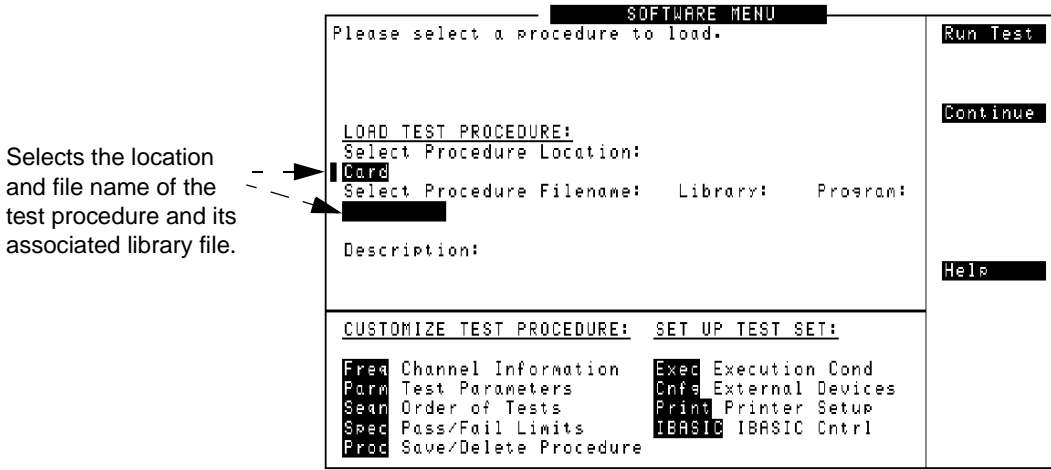 SOFTWARE MENU
Please select a procedure to load.
Run Test
Continue
LOAD TEST PROCEDURE:
Select Procedure Location:
Card
Select Procedure Filename: Library: Program:
Description:
Help
Selects the location
and file name of the
test procedure and its
associated library file.
CUSTOMIZE TEST PROCEDURE: SET UP TEST SET:
Freq Channel Information Exec Execution Cond
Parm Test Parameters Cnfg External Devices
Seqn Order of Tests Print Printer Setup
Spec Pass/Fail Limits IBASIC IBASIC Cntrl
Proc Save/Delete Procedure